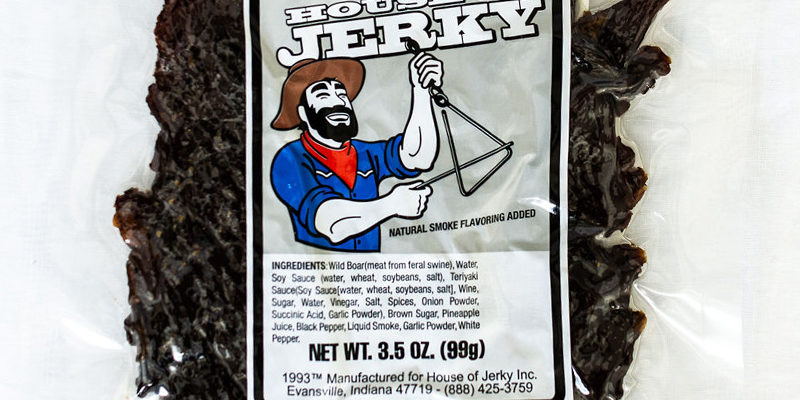 HOUSE
JERKY
NATURAL SMOKE FLAVORING ADDED
INGREDIENTS: Wild Boar(meat from feral swine), Water,
Soy Sauce (water, wheat, soybeans, salt), Teriyaki
Sauce(Soy Sauce[water, wheat, soybeans, salt], Wine,
Sugar, Water, Vinegar, Salt, Spices, Onion Powder,
Succinic Acid, Garlic Powder), Brown Sugar, Pineapple
Juice, Black Pepper, Liquid Smoke, Garlic Powder, White
Pepper.
NET WT. 3.5 OZ. (99g)
1993™ Manufactured for House of Jerky Inc.
Evansville, Indiana 47719 - (888) 425-3759